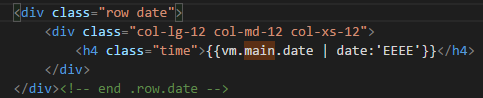 <div class="row date">
<div class="col-lg-12 col-md-12 col-xs-12">
<h4 class="time">{{vm.main.date | date:'EEEE'}}</h4>
</div>
</div><!-- end .row.date -->